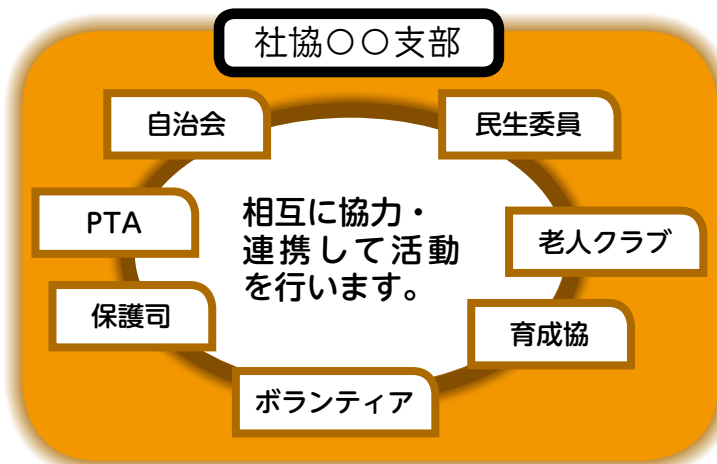 社協○○支部
自治会
民生委員
PTA
相互に協力・
連携して活動
を行います。
老人クラブ
保護司
育成協
ボランティア